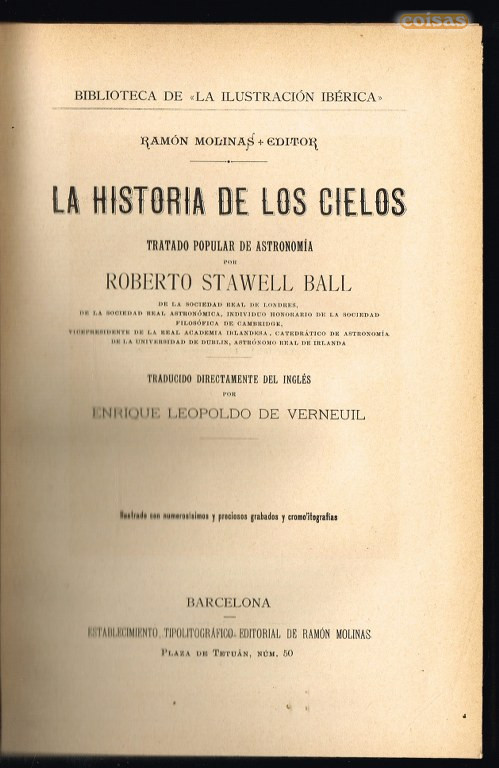 coisas
BIBLIOTECA DE «LA ILUSTRACIÓN IBÉRICA»
RAMÓN MOLINAS + EDITOR
LA HISTORIA DE LOS CIELOS
TRATADO POPULAR DE ASTRONOMÍA
POR
ROBERTO STAWELL BALL
DE LA SOCIEDAD REAL DE LONDRES,
DE LA SOCIEDAD REAL ASTRONÓMICA, INDIVIDUO HONORARIO DE LA SOCIEDAD
FILOSÓFICA DE CAMBRIDGE,
VICEPRESIDENTE DE LA REAL ACADEMIA IRLANDESA, CATEDRÁTICO DE ASTRONOMÍA
DE LA UNIVERSIDAD DE DUBLIN, ASTRÓNOMO REAL DE IRLANDA
TRADUCIDO DIRECTAMENTE DEL INGLÉS
POR
ENRIQUE LEOPOLDO DE VERNEUIL
Ilustrado con numerosísimos y preciosos grabados y cromolitografías
BARCELONA
ESTABLECIMIENTO TIPOLITOGRÁFICO-EDITORIAL DE RAMÓN MOLINAS
PLAZA DE TETUÁN, NÚM. 50